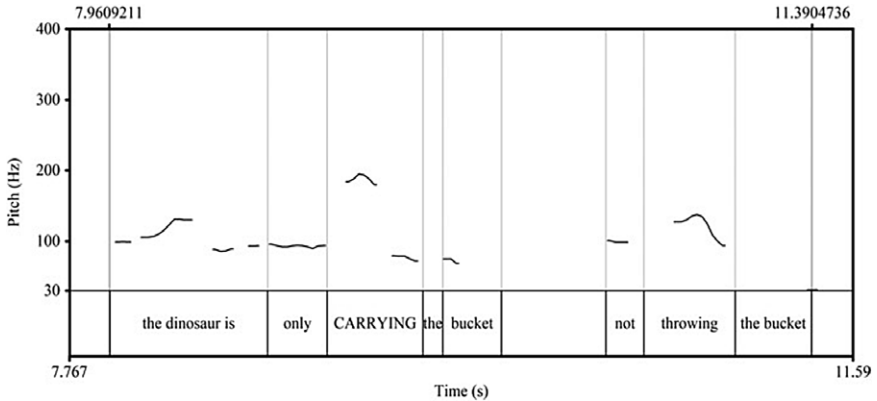 7.9609211 11.3904736
400
300
200
100
30
Pitch (Hz)
the dinosaur is only CARRYING the bucket not throwing the bucket
7.767 11.59
Time (s)